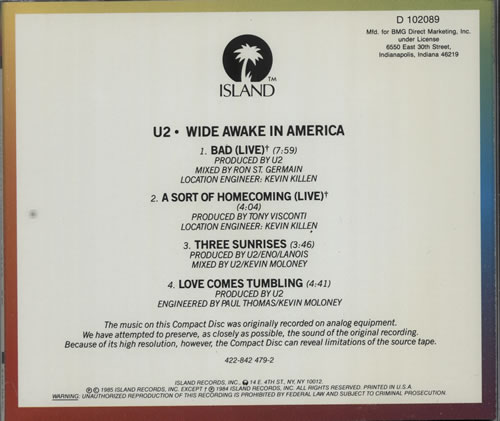 D 102089
Mfd. for BMG Direct Marketing, Inc.
under License
6550 East 30th Street,
Indianapolis, Indiana 46219
TM
ISLAND
U2 • WIDE AWAKE IN AMERICA
1. BAD (LIVE)† (7:59)
PRODUCED BY U2
MIXED BY RON ST. GERMAIN
LOCATION ENGINEER: KEVIN KILLEN
2. A SORT OF HOMECOMING (LIVE)†
(4:04)
PRODUCED BY TONY VISCONTI
LOCATION ENGINEER: KEVIN KILLEN
3. THREE SUNRISES (3:46)
PRODUCED BY U2/ENO/LANOIS
MIXED BY U2/KEVIN MOLONEY
4. LOVE COMES TUMBLING (4:41)
PRODUCED BY U2
ENGINEERED BY PAUL THOMAS/KEVIN MOLONEY
The music on this Compact Disc was originally recorded on analog equipment.
We have attempted to preserve, as closely as possible, the sound of the original recording.
Because of its high resolution, however, the Compact Disc can reveal limitations of the source tape.
422-842 479-2
ISLAND RECORDS, INC., 14 E. 4TH ST., NY, NY 10012.
℗ © 1985 ISLAND RECORDS, INC. EXCEPT † ℗ 1984 ISLAND RECORDS, INC. ALL RIGHTS RESERVED. PRINTED IN U.S.A.
WARNING: UNAUTHORIZED REPRODUCTION OF THIS RECORDING IS PROHIBITED BY FEDERAL LAW AND SUBJECT TO CRIMINAL PROSECUTION.